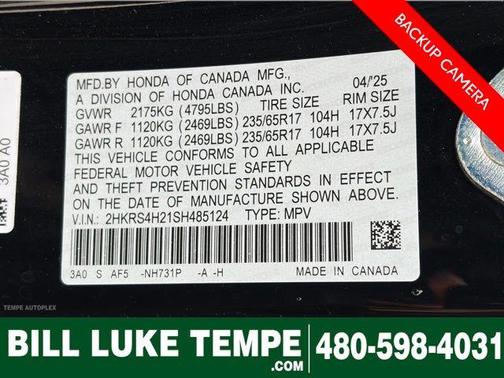 BACKUP CAMERA
3A0 A0
MFD.BY HONDA OF CANADA MFG.,
A DIVISION OF HONDA CANADA INC. 04/'25
GVWR 2175KG (4795LBS) TIRE SIZE RIM SIZE
GAWR F 1120KG (2469LBS) 235/65R17 104H 17X7.5J
GAWR R 1120KG (2469LBS) 235/65R17 104H 17X7.5J
THIS VEHICLE CONFORMS TO ALL APPLICABLE
FEDERAL MOTOR VEHICLE SAFETY
AND THEFT PREVENTION STANDARDS IN EFFECT
ON THE DATE OF MANUFACTURE SHOWN ABOVE.
V.I.N.: 2HKRS4H21SH485124 TYPE: MPV
3A0 S AF5 -NH731P -A -H MADE IN CANADA
TEMPE AUTOPLEX
BILL LUKE TEMPE .COM 480-598-4031